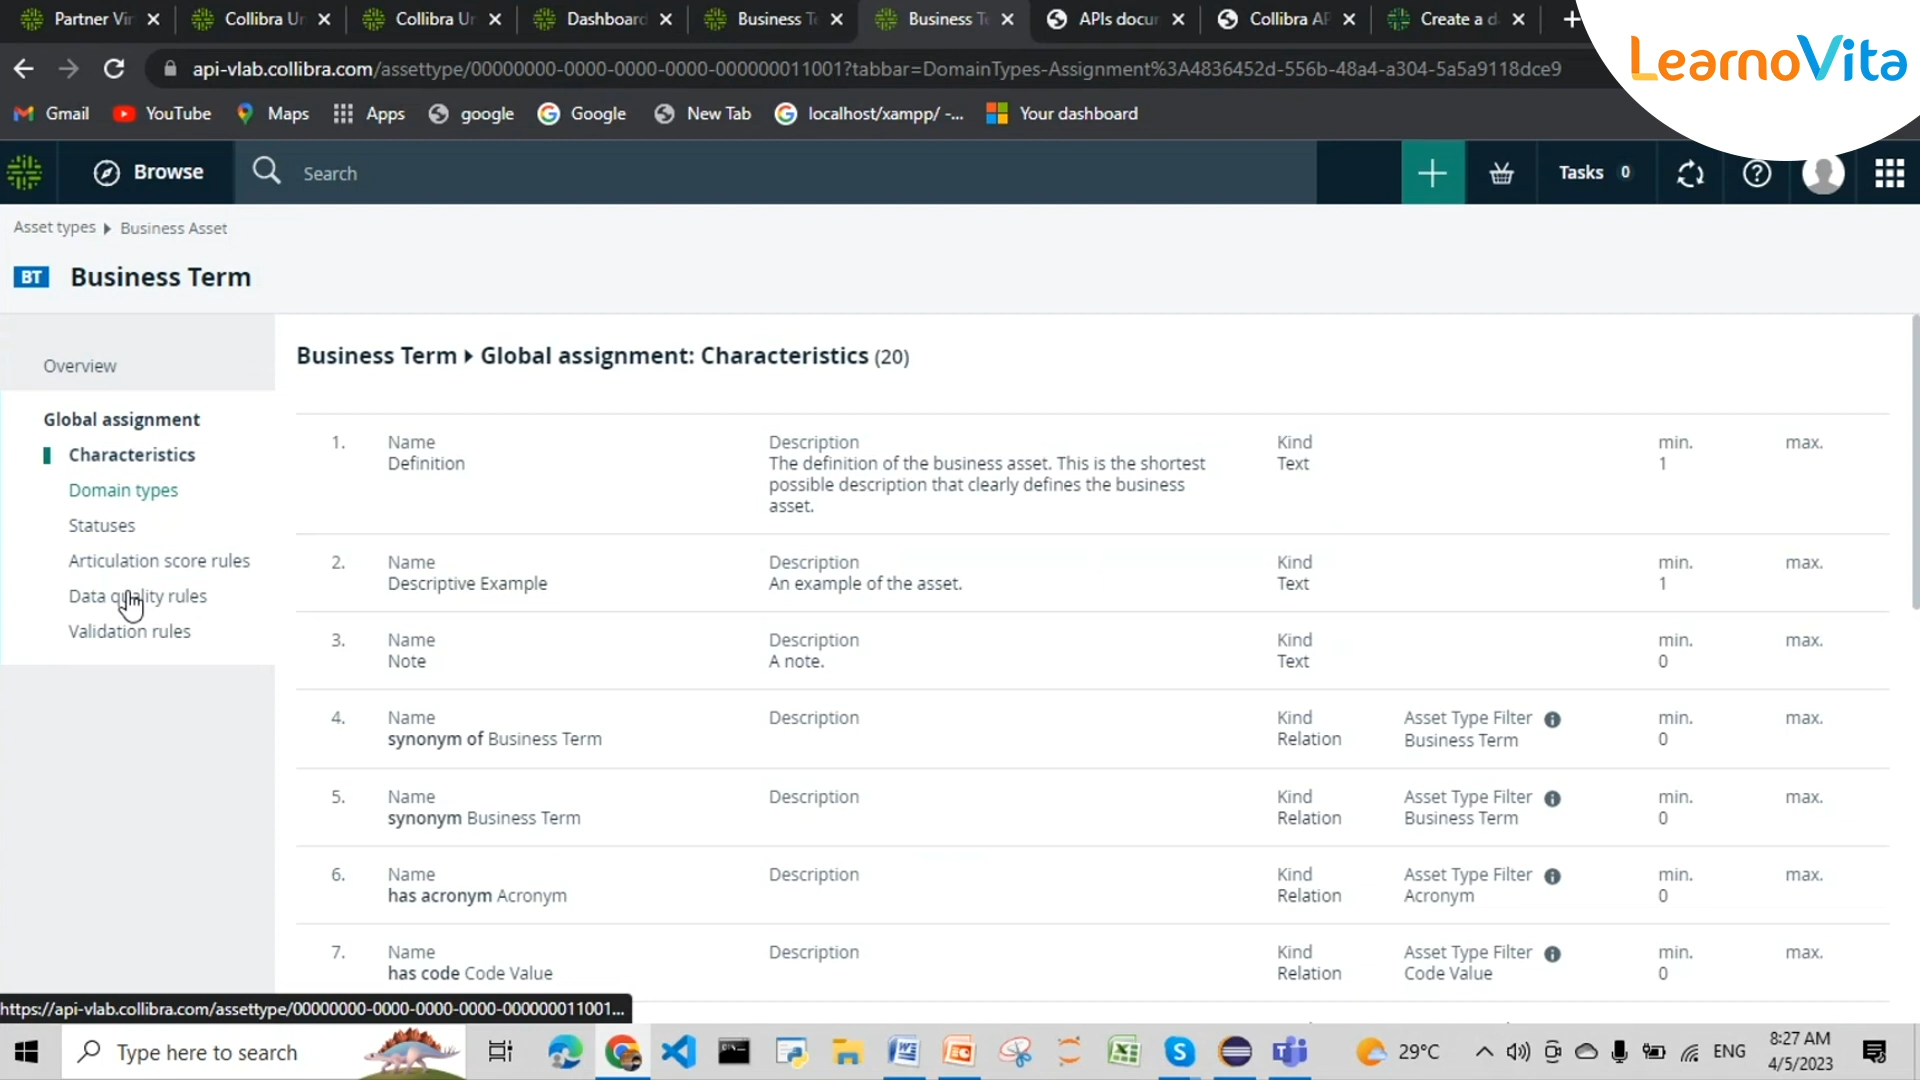 Partner Vir
Collibra Un
Collibra Un
Dashboard
Business Te
Business Te
APIs docu
Collibra AP
Create a d
LearnoVita
api-vlab.collibra.com/assettype/00000000-0000-0000-0000-000000011001?tabbar=DomainTypes-Assignment%3A4836452d-556b-48a4-a304-5a5a9118dce9
Gmail
YouTube
Maps
Apps
google
Google
New Tab
localhost/xampp/ -...
Your dashboard
Browse
Search
Tasks 0
Asset types
Business Asset
BT
Business Term
Overview
Global assignment
Characteristics
Domain types
Statuses
Articulation score rules
Data quality rules
Validation rules
Business Term
Global assignment: Characteristics (20)
1.
Name
Definition
Description
The definition of the business asset. This is the shortest
possible description that clearly defines the business
asset.
Kind
Text
min.
1
max.
2.
Name
Descriptive Example
Description
An example of the asset.
Kind
Text
min.
1
max.
3.
Name
Note
Description
A note.
Kind
Text
min.
0
max.
4.
Name
synonym of Business Term
Description
Kind
Relation
Asset Type Filter
Business Term
min.
0
max.
5.
Name
synonym Business Term
Description
Kind
Relation
Asset Type Filter
Business Term
min.
0
max.
6.
Name
has acronym Acronym
Description
Kind
Relation
Asset Type Filter
Acronym
min.
0
max.
7.
Name
has code Code Value
Description
Kind
Relation
Asset Type Filter
Code Value
min.
0
max.
https://api-vlab.collibra.com/assettype/00000000-0000-0000-0000-000000011001...
Type here to search
29°C
ENG
8:27 AM
4/5/2023